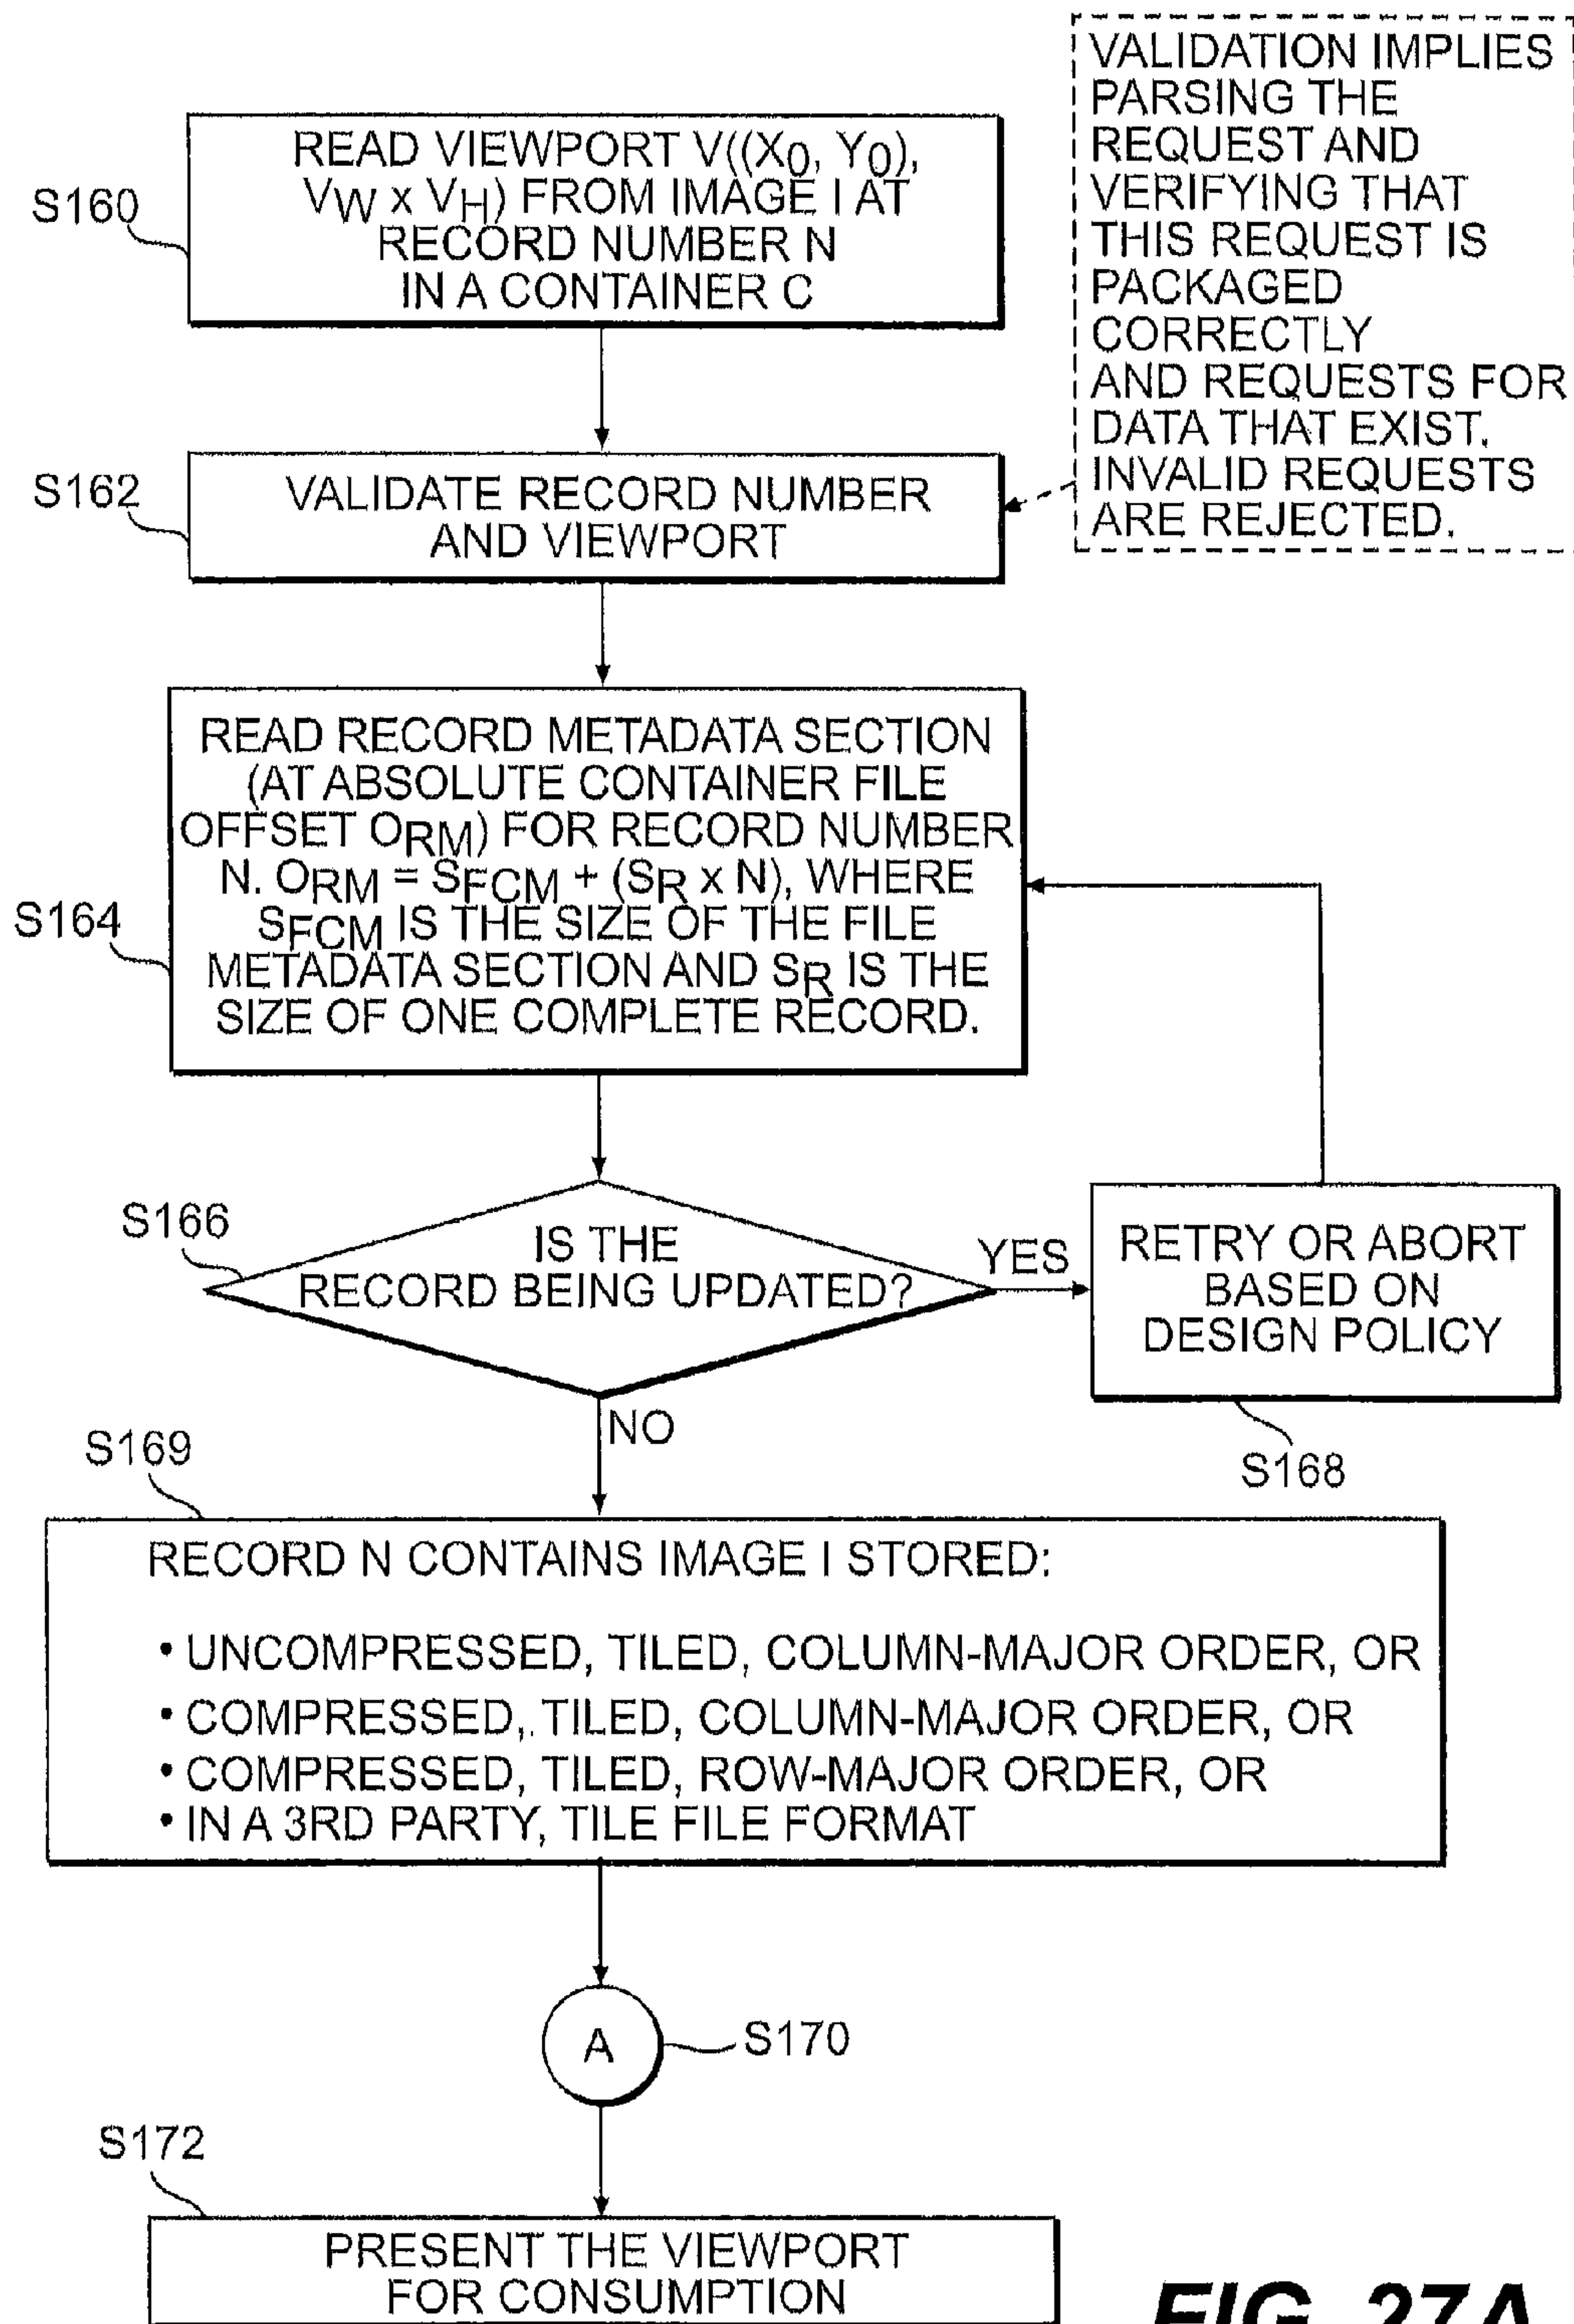 VALIDATION IMPLIES
PARSING THE
REQUEST AND
VERIFYING THAT
THIS REQUEST IS
PACKAGED
CORRECTLY
AND REQUESTS FOR
DATA THAT EXIST.
INVALID REQUESTS
ARE REJECTED.
S160
READ VIEWPORT V((X0, Y0),
VW x VH) FROM IMAGE I AT
RECORD NUMBER N
IN A CONTAINER C
S162
VALIDATE RECORD NUMBER
AND VIEWPORT
S164
READ RECORD METADATA SECTION
(AT ABSOLUTE CONTAINER FILE
OFFSET ORM) FOR RECORD NUMBER
N. ORM = SFCM + (SR x N), WHERE
SFCM IS THE SIZE OF THE FILE
METADATA SECTION AND SR IS THE
SIZE OF ONE COMPLETE RECORD.
S166
IS THE
RECORD BEING UPDATED?
YES
RETRY OR ABORT
BASED ON
DESIGN POLICY
S168
NO
S169
RECORD N CONTAINS IMAGE I STORED:
• UNCOMPRESSED, TILED, COLUMN-MAJOR ORDER, OR
• COMPRESSED, TILED, COLUMN-MAJOR ORDER, OR
• COMPRESSED, TILED, ROW-MAJOR ORDER, OR
• IN A 3RD PARTY, TILE FILE FORMAT
A
S170
S172
PRESENT THE VIEWPORT
FOR CONSUMPTION
FIG. 27A